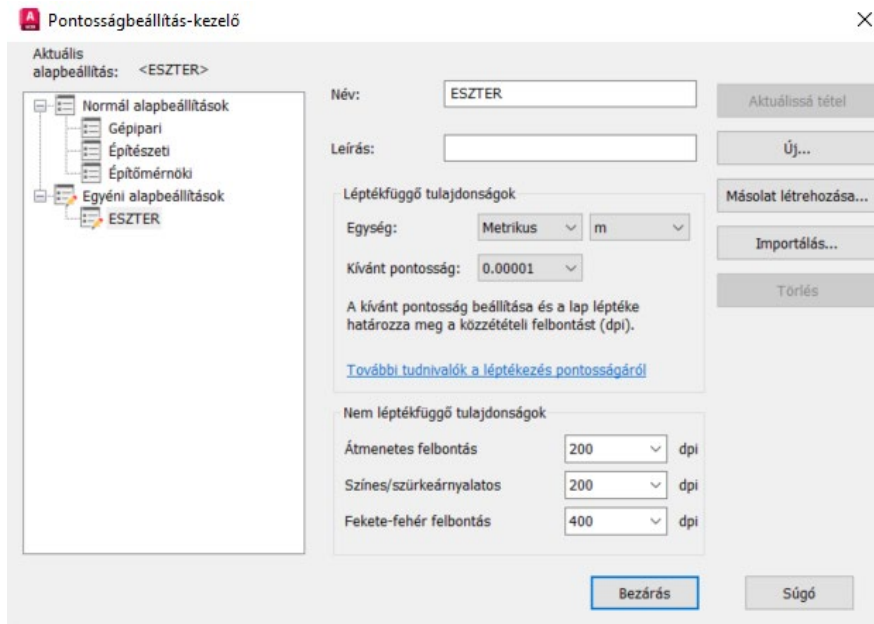 Pontosságbeállítás-kezelő
Aktuális
alapbeállítás: <ESZTER>
Normál alapbeállítások
Gépipari
Építészeti
Építőmérnöki
Egyéni alapbeállítások
ESZTER
Név: ESZTER
Leírás:
Léptékfüggő tulajdonságok
Egység: Metrikus m
Kívánt pontosság: 0.00001
A kívánt pontosság beállítása és a lap léptéke
határozza meg a közzétételi felbontást (dpi).
További tudnivalók a léptékezés pontosságáról
Nem léptékfüggő tulajdonságok
Átmenetes felbontás 200 dpi
Színes/szürkeárnyalatos 200 dpi
Fekete-fehér felbontás 400 dpi
Aktuálissá tétel
Új...
Másolat létrehozása...
Importálás...
Törlés
Bezárás
Súgó